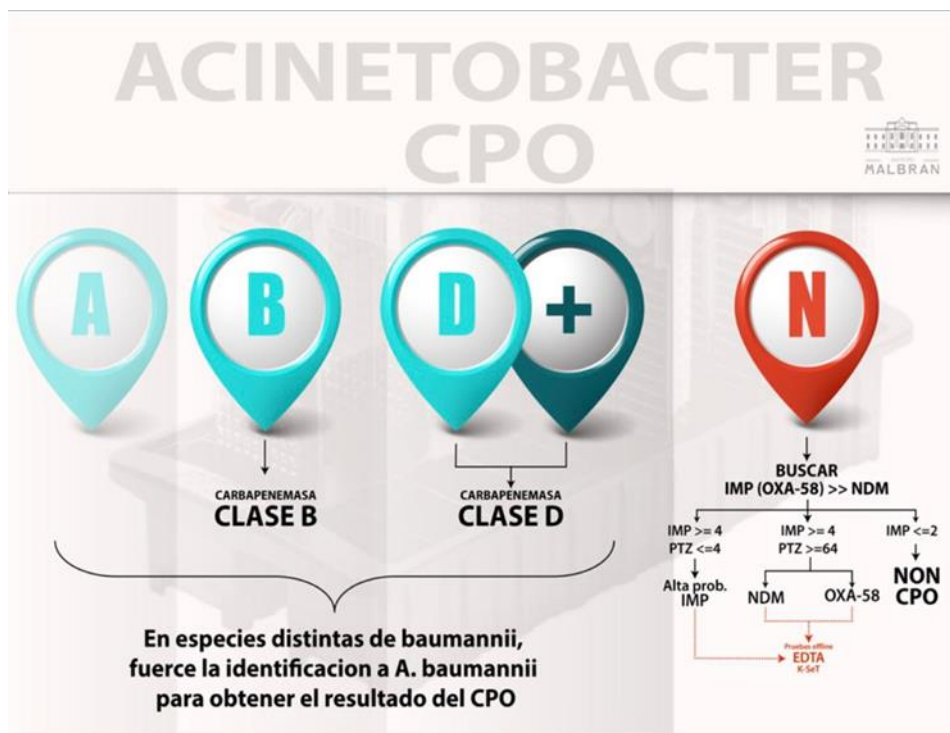 ACINETOBACTER
CPO
MALBRAN
A
B
D
+
N
CARBAPENEMASA
CLASE B
CARBAPENEMASA
CLASE D
En especies distintas de baumannii,
fuerce la identificacion a A. baumannii
para obtener el resultado del CPO
BUSCAR
IMP (OXA-58) >> NDM
IMP >= 4
PTZ <=4
Alta prob.
IMP
IMP >= 4
PTZ >=64
NDM
OXA-58
IMP <=2
NON
CPO
Pruebas offline
EDTA
K-SeT